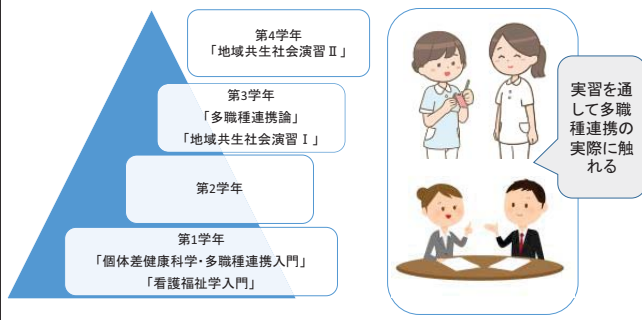 第4学年
「地域共生社会演習Ⅱ」
第3学年
「多職種連携論」
「地域共生社会演習Ⅰ」
第2学年
第1学年
「個体差健康科学・多職種連携入門」
「看護福祉学入門」
実習を通
して多職
種連携の
実際に触
れる